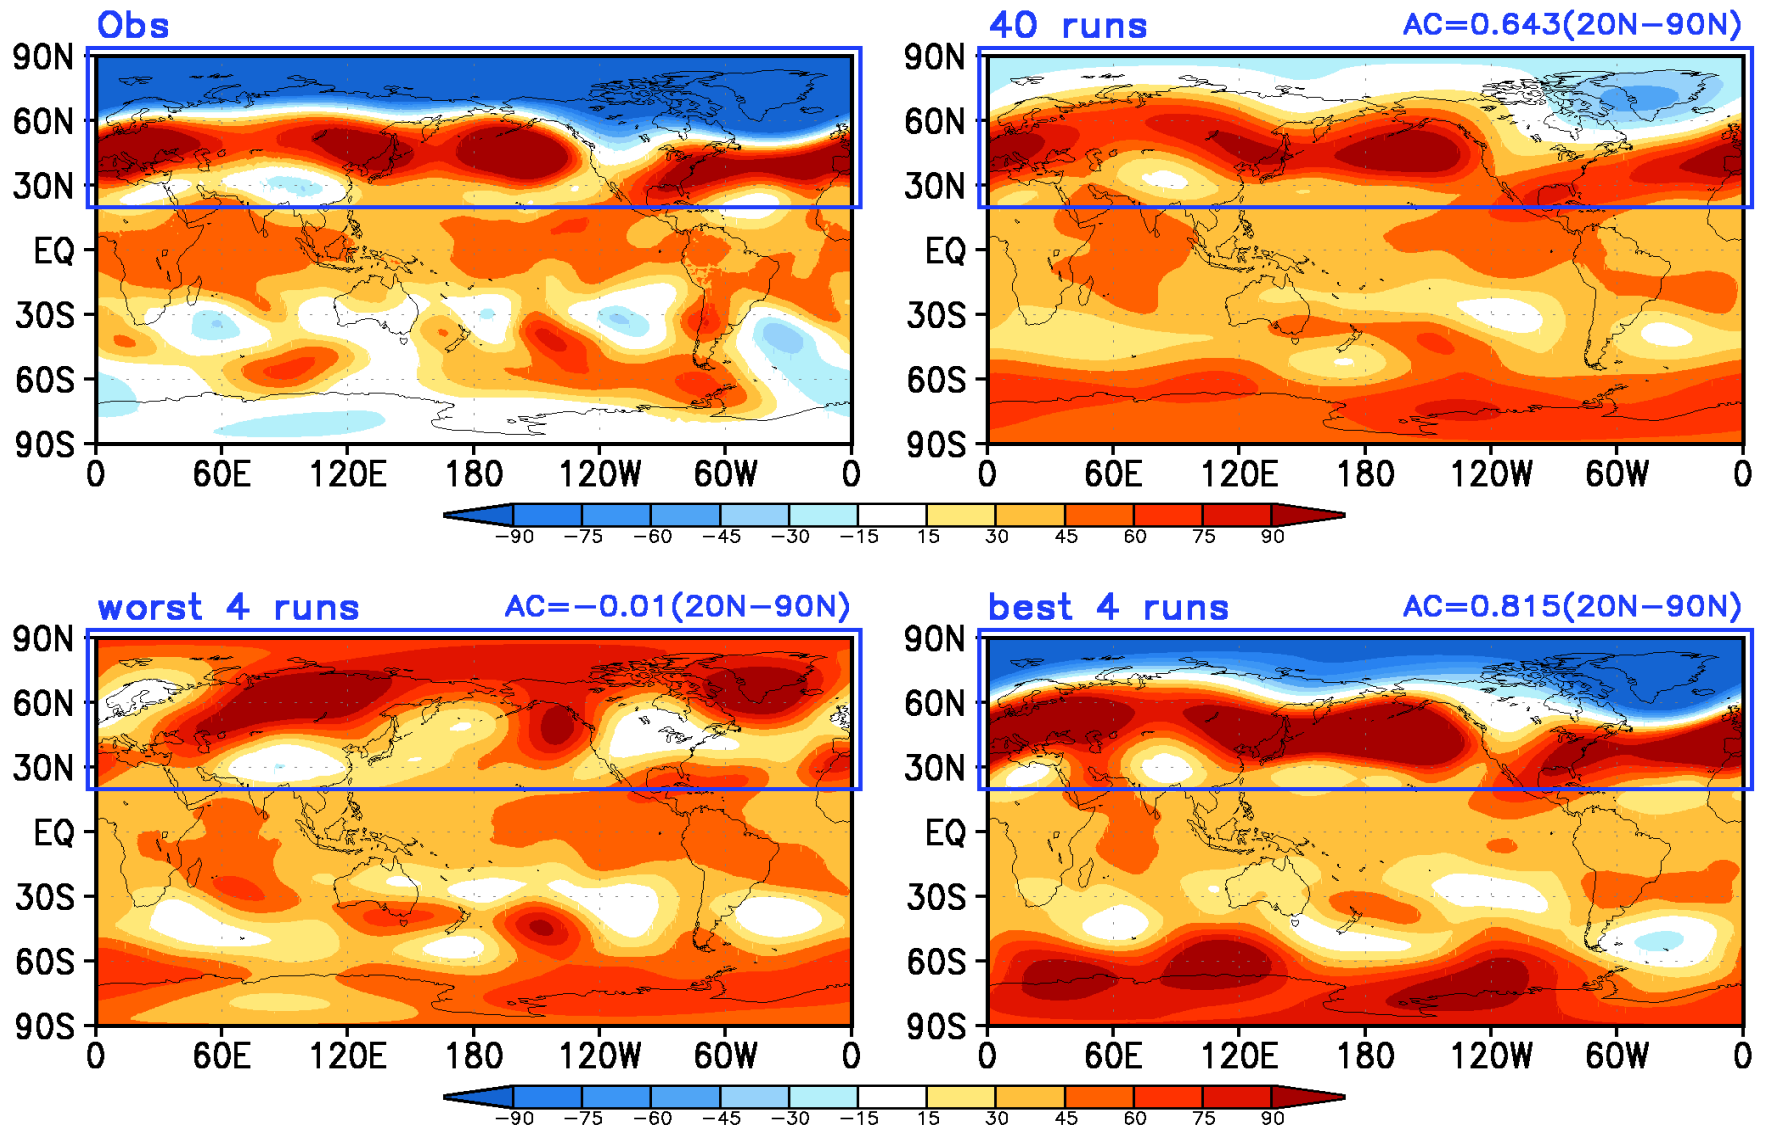 Obs
40 runs AC=0.643(20N−90N)
90N
60N
30N
EQ
30S
60S
90S
0 60E 120E 180 120W 60W 0
90N
60N
30N
EQ
30S
60S
90S
0 60E 120E 180 120W 60W 0
−90 −75 −60 −45 −30 −15 15 30 45 60 75 90
worst 4 runs AC=−0.01(20N−90N)
best 4 runs AC=0.815(20N−90N)
90N
60N
30N
EQ
30S
60S
90S
0 60E 120E 180 120W 60W 0
90N
60N
30N
EQ
30S
60S
90S
0 60E 120E 180 120W 60W 0
−90 −75 −60 −45 −30 −15 15 30 45 60 75 90